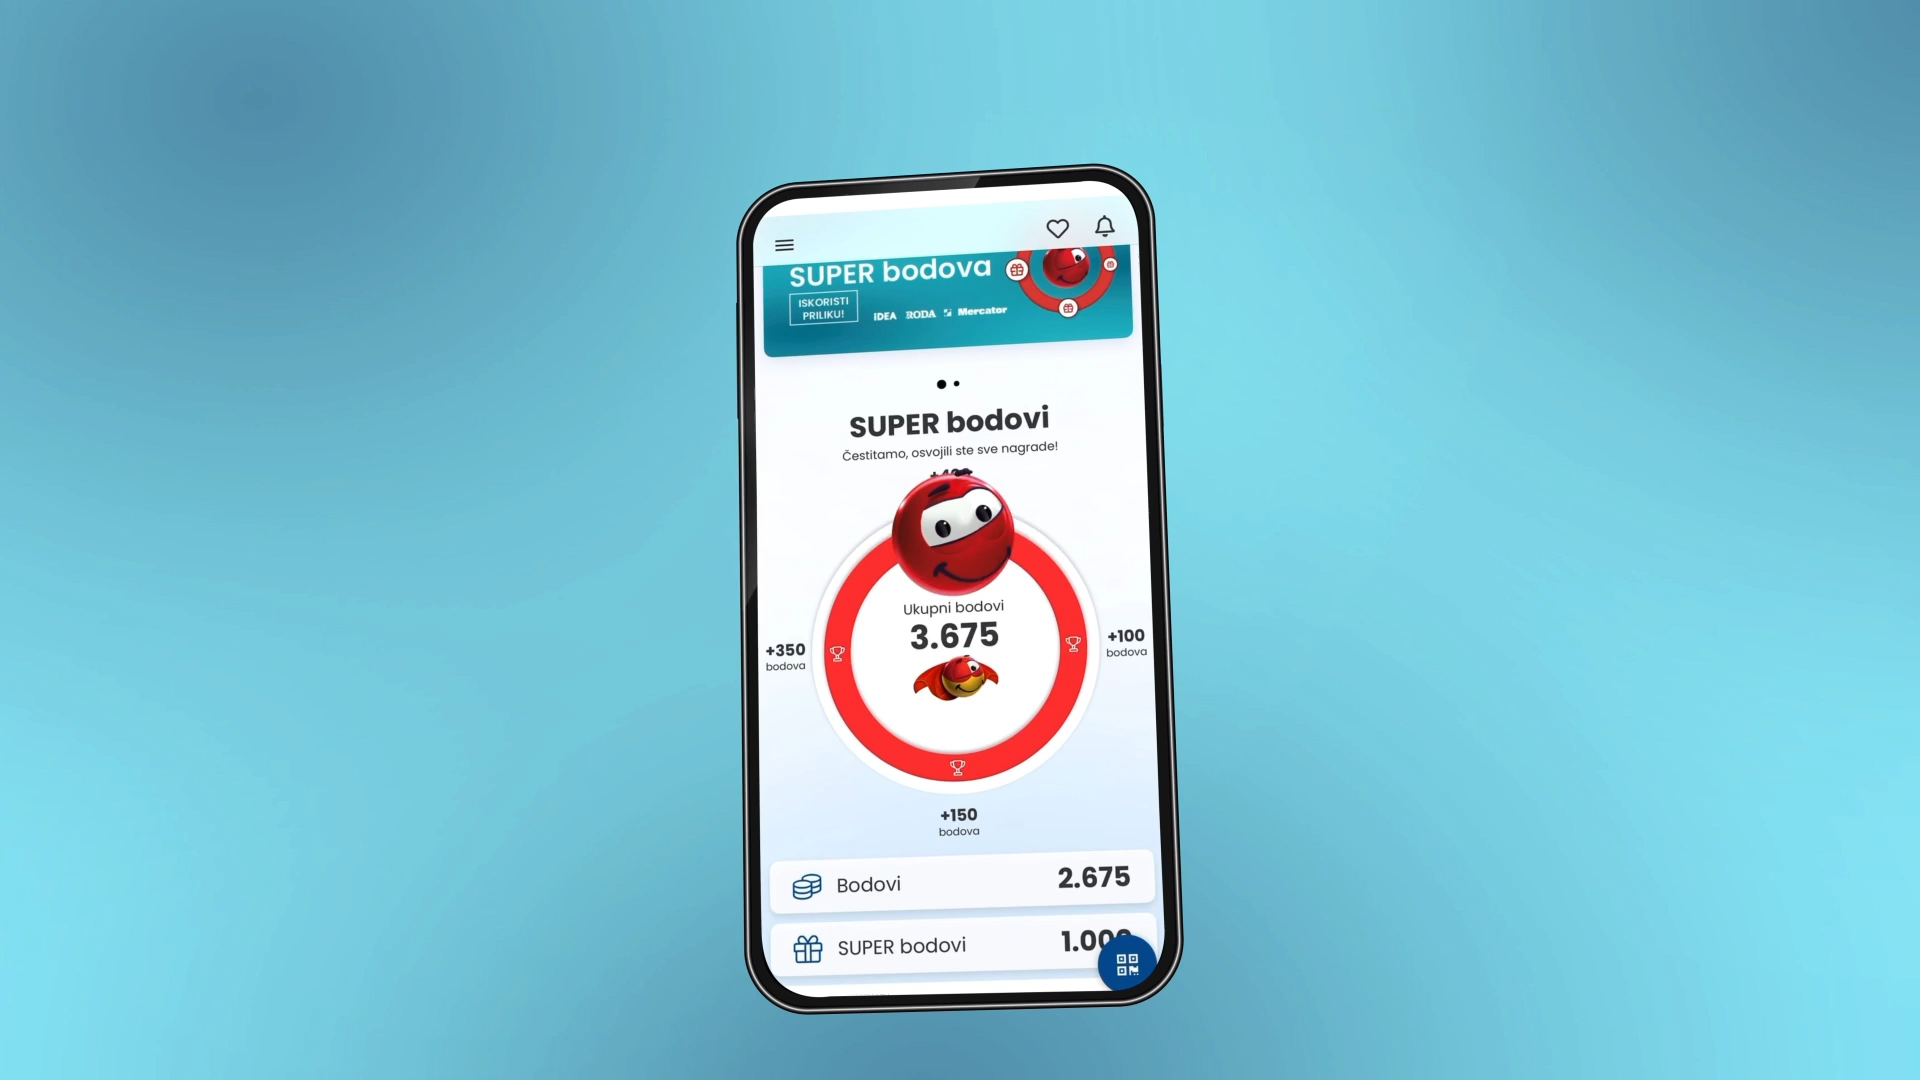 SUPER bodova
ISKORISTI
PRILIKU!
IDEA RODA Mercator
SUPER bodovi
Čestitamo, osvojili ste sve nagrade!
Ukupni bodovi
3.675
+350
bodova
+100
bodova
+150
bodova
Bodovi 2.675
SUPER bodovi